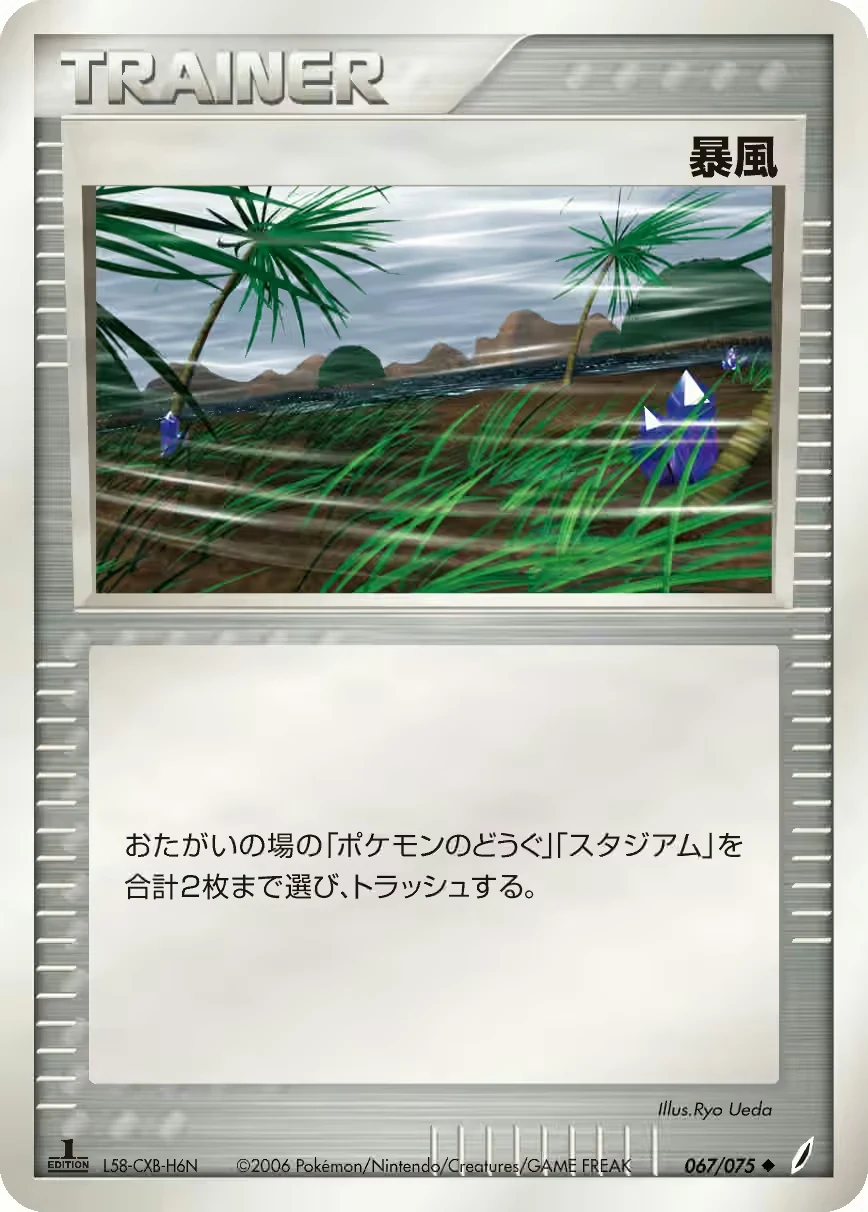 TRAINER
暴風
おたがいの場の「ポケモンのどうぐ」「スタジアム」を
合計2枚まで選び、トラッシュする。
Illus.Ryo Ueda
1 EDITION L58-CXB-H6N ©2006 Pokémon/Nintendo/Creatures/GAME FREAK 067/075 ◆